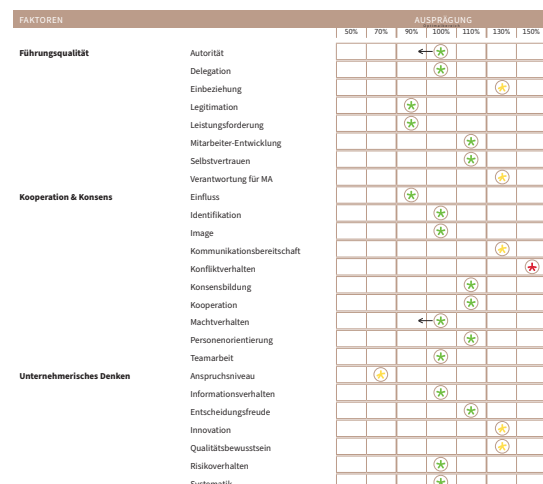 FAKTOREN AUSPRÄGUNG
Optimalbereich
50% 70% 90% 100% 110% 130% 150%
Führungsqualität Autorität
Delegation
Einbeziehung
Legitimation
Leistungsforderung
Mitarbeiter-Entwicklung
Selbstvertrauen
Verantwortung für MA
Kooperation & Konsens Einfluss
Identifikation
Image
Kommunikationsbereitschaft
Konfliktverhalten
Konsensbildung
Kooperation
Machtverhalten
Personenorientierung
Teamarbeit
Unternehmerisches Denken Anspruchsniveau
Informationsverhalten
Entscheidungsfreude
Innovation
Qualitätsbewusstsein
Risikoverhalten
Systematik